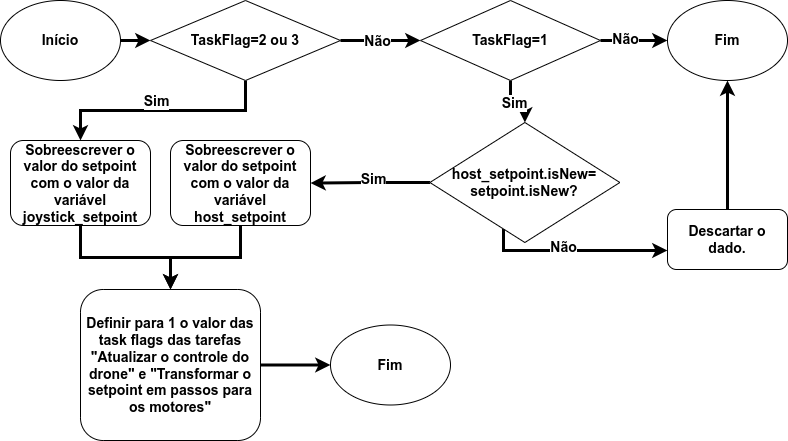 Início
TaskFlag=2 ou 3
Não
TaskFlag=1
Não
Fim
Sim
Sim
Sobreescrever o
valor do setpoint
com o valor da
variável
joystick_setpoint
Sobreescrever o
valor do setpoint
com o valor da
variável
host_setpoint
Sim
host_setpoint.isNew=
setpoint.isNew?
Não
Descartar o
dado.
Definir para 1 o valor das
task flags das tarefas
"Atualizar o controle do
drone" e "Transformar o
setpoint em passos para
os motores"
Fim